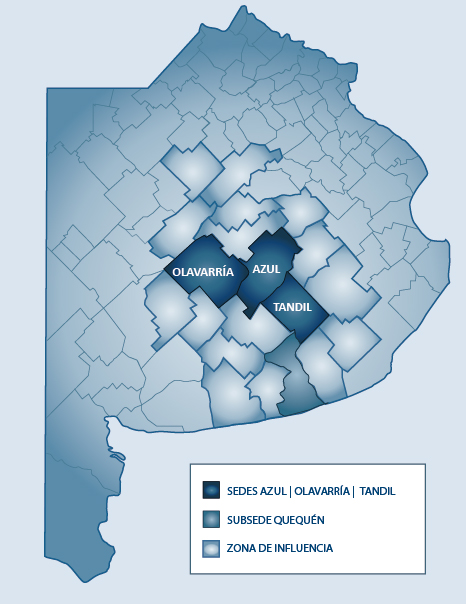 OLAVARRÍA
AZUL
TANDIL
SEDES AZUL | OLAVARRÍA | TANDIL
SUBSEDE QUEQUÉN
ZONA DE INFLUENCIA